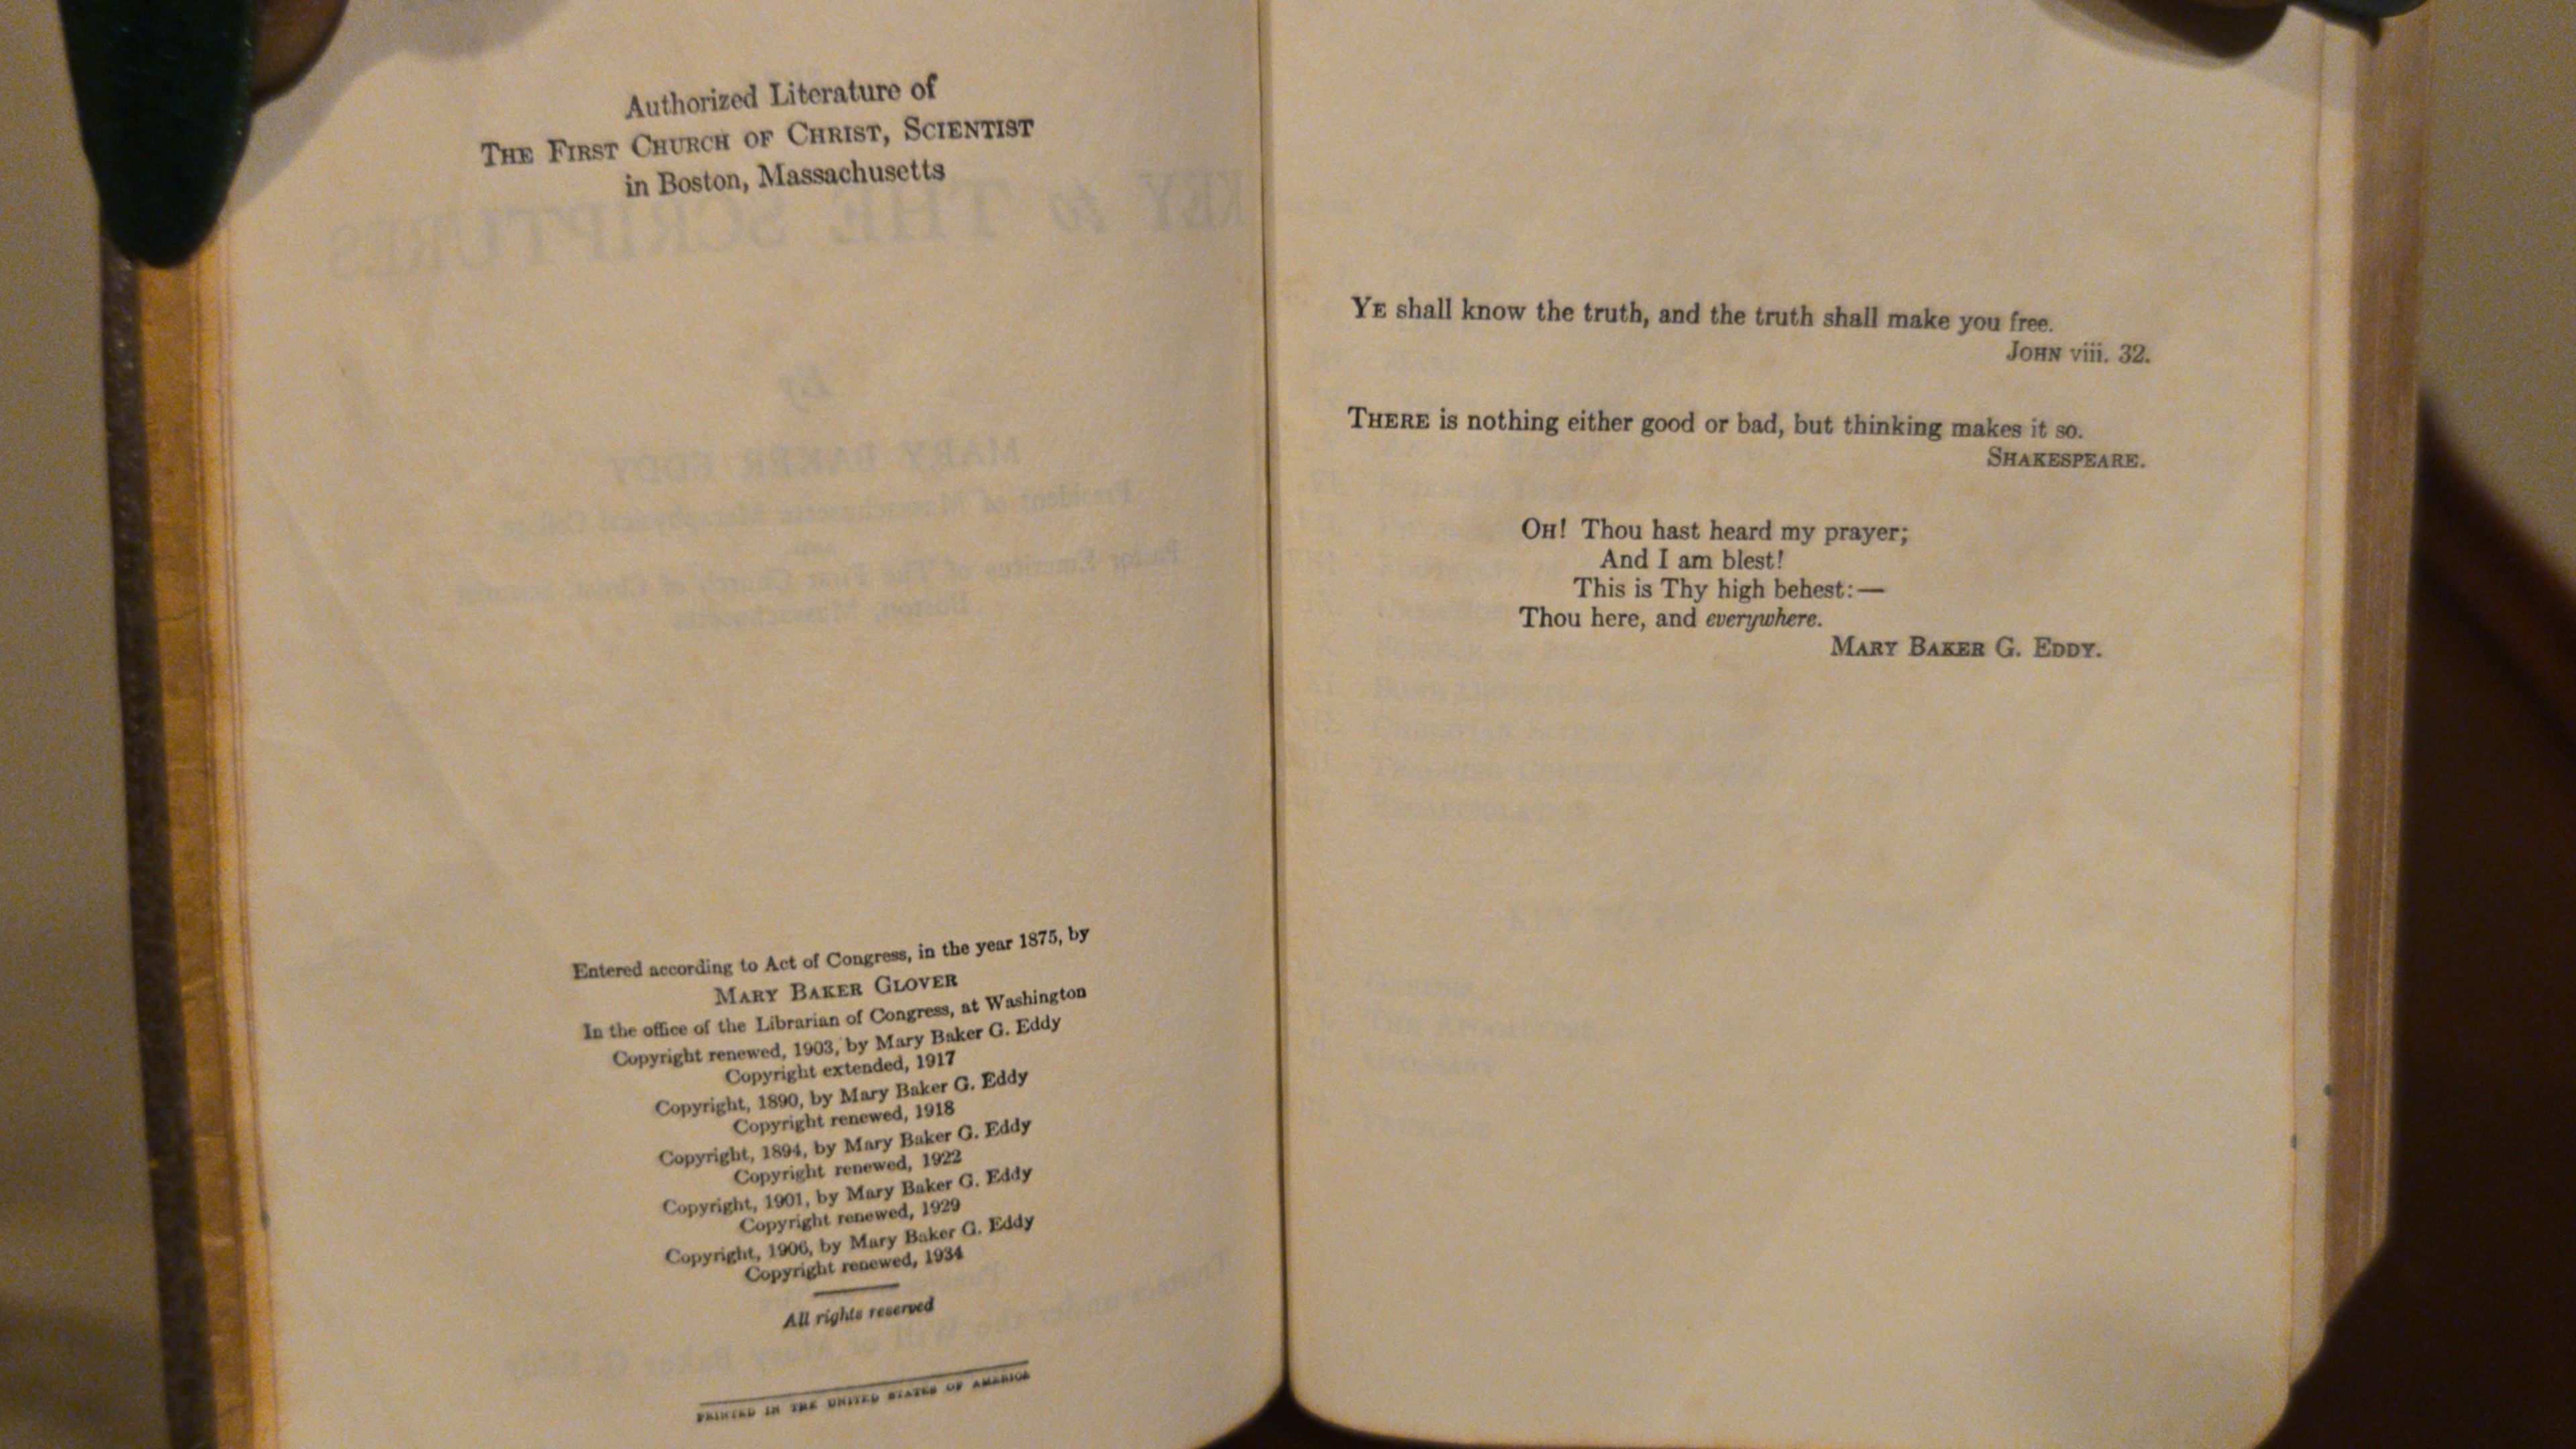 Authorized Literature of
THE FIRST CHURCH OF CHRIST, SCIENTIST
in Boston, Massachusetts
Entered according to Act of Congress, in the year 1875, by
MARY BAKER GLOVER
In the office of the Librarian of Congress, at Washington
Copyright renewed, 1903, by Mary Baker G. Eddy
Copyright extended, 1917
Copyright, 1890, by Mary Baker G. Eddy
Copyright renewed, 1918
Copyright, 1894, by Mary Baker G. Eddy
Copyright renewed, 1922
Copyright, 1901, by Mary Baker G. Eddy
Copyright renewed, 1929
Copyright, 1906, by Mary Baker G. Eddy
Copyright renewed, 1934
All rights reserved
PRINTED IN THE UNITED STATES OF AMERICA
YE shall know the truth, and the truth shall make you free.
JOHN viii. 32.
THERE is nothing either good or bad, but thinking makes it so.
SHAKESPEARE.
OH! Thou hast heard my prayer;
And I am blest!
This is Thy high behest:—
Thou here, and everywhere.
MARY BAKER G. EDDY.